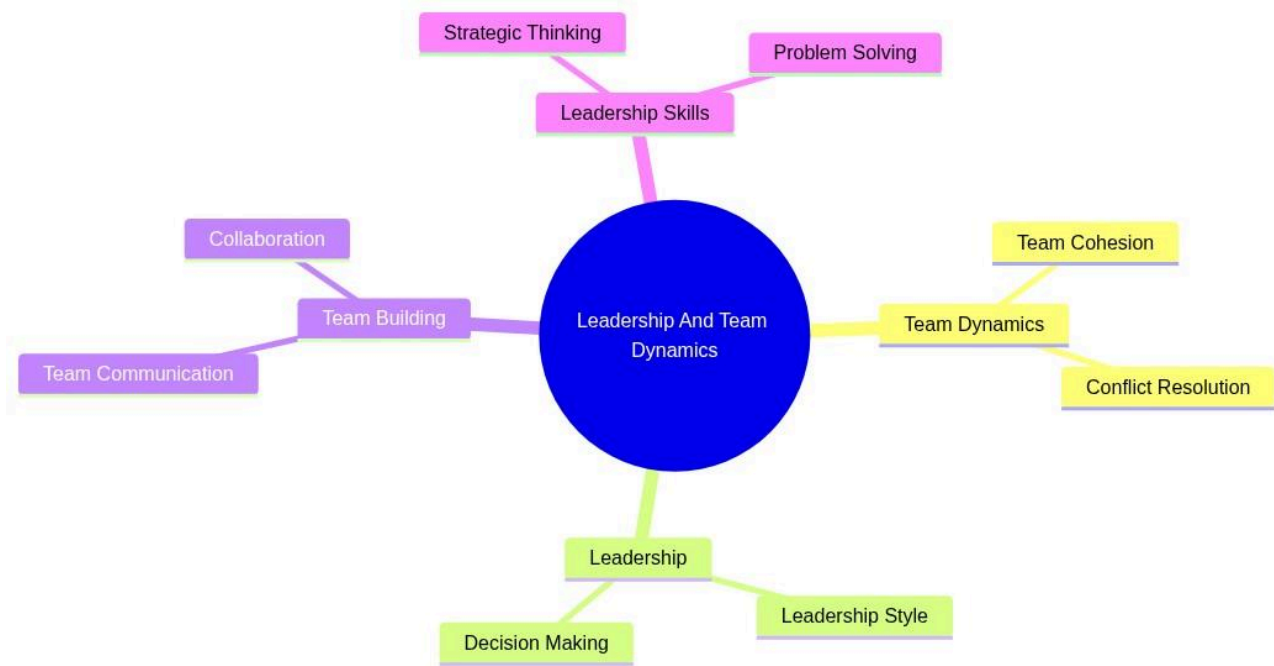 Strategic Thinking
Problem Solving
Leadership Skills
Collaboration
Team Cohesion
Team Building
Leadership And Team
Dynamics
Team Dynamics
Team Communication
Conflict Resolution
Leadership
Leadership Style
Decision Making